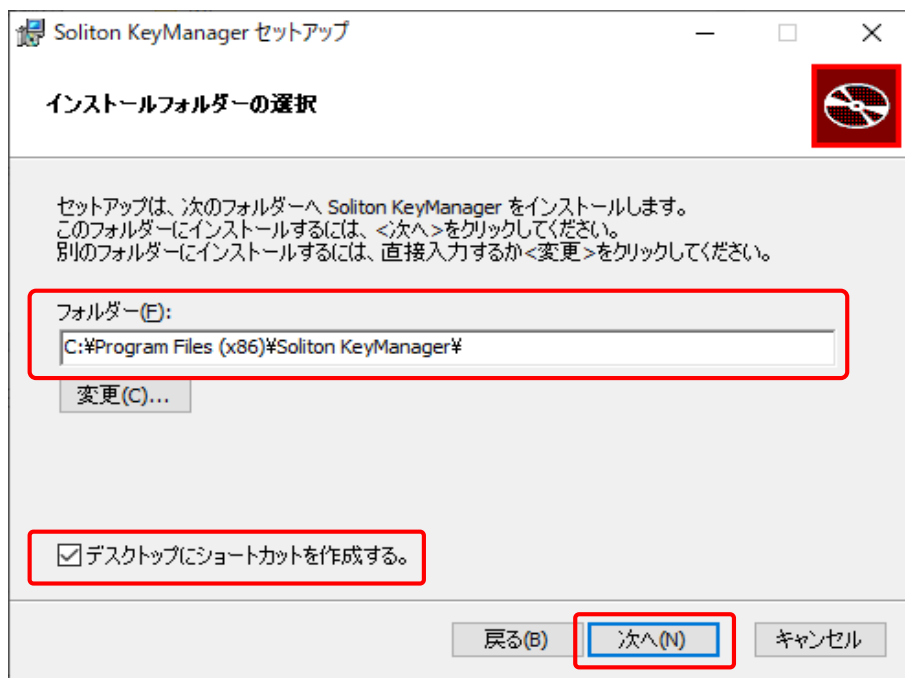 Soliton KeyManager セットアップ
インストールフォルダーの選択
セットアップは、次のフォルダーへ Soliton KeyManager をインストールします。
このフォルダーにインストールするには、<次へ>をクリックしてください。
別のフォルダーにインストールするには、直接入力するか<変更>をクリックしてください。
フォルダー(F):
C:¥Program Files (x86)¥Soliton KeyManager¥
変更(C)...
デスクトップにショートカットを作成する。
戻る(B) 次へ(N) キャンセル